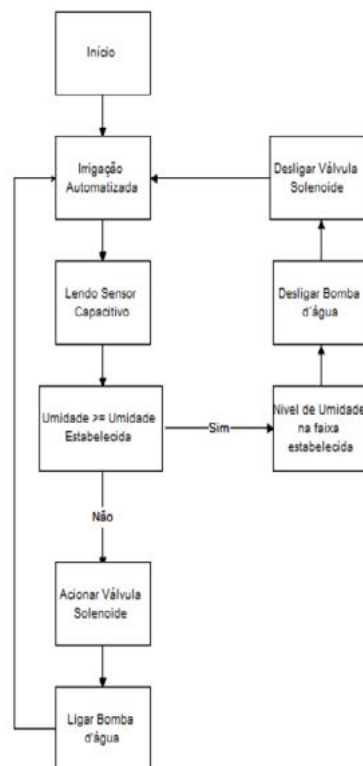 Início
Irrigação
Automatizada
Desligar Válvula
Solenoide
Lendo Sensor
Capacitivo
Desligar Bomba
d'água
Umidade >= Umidade
Estabelecida
Sim
Nivel de Umidade
na faixa
estabelecida
Não
Acionar Válvula
Solenoide
Ligar Bomba
d'água